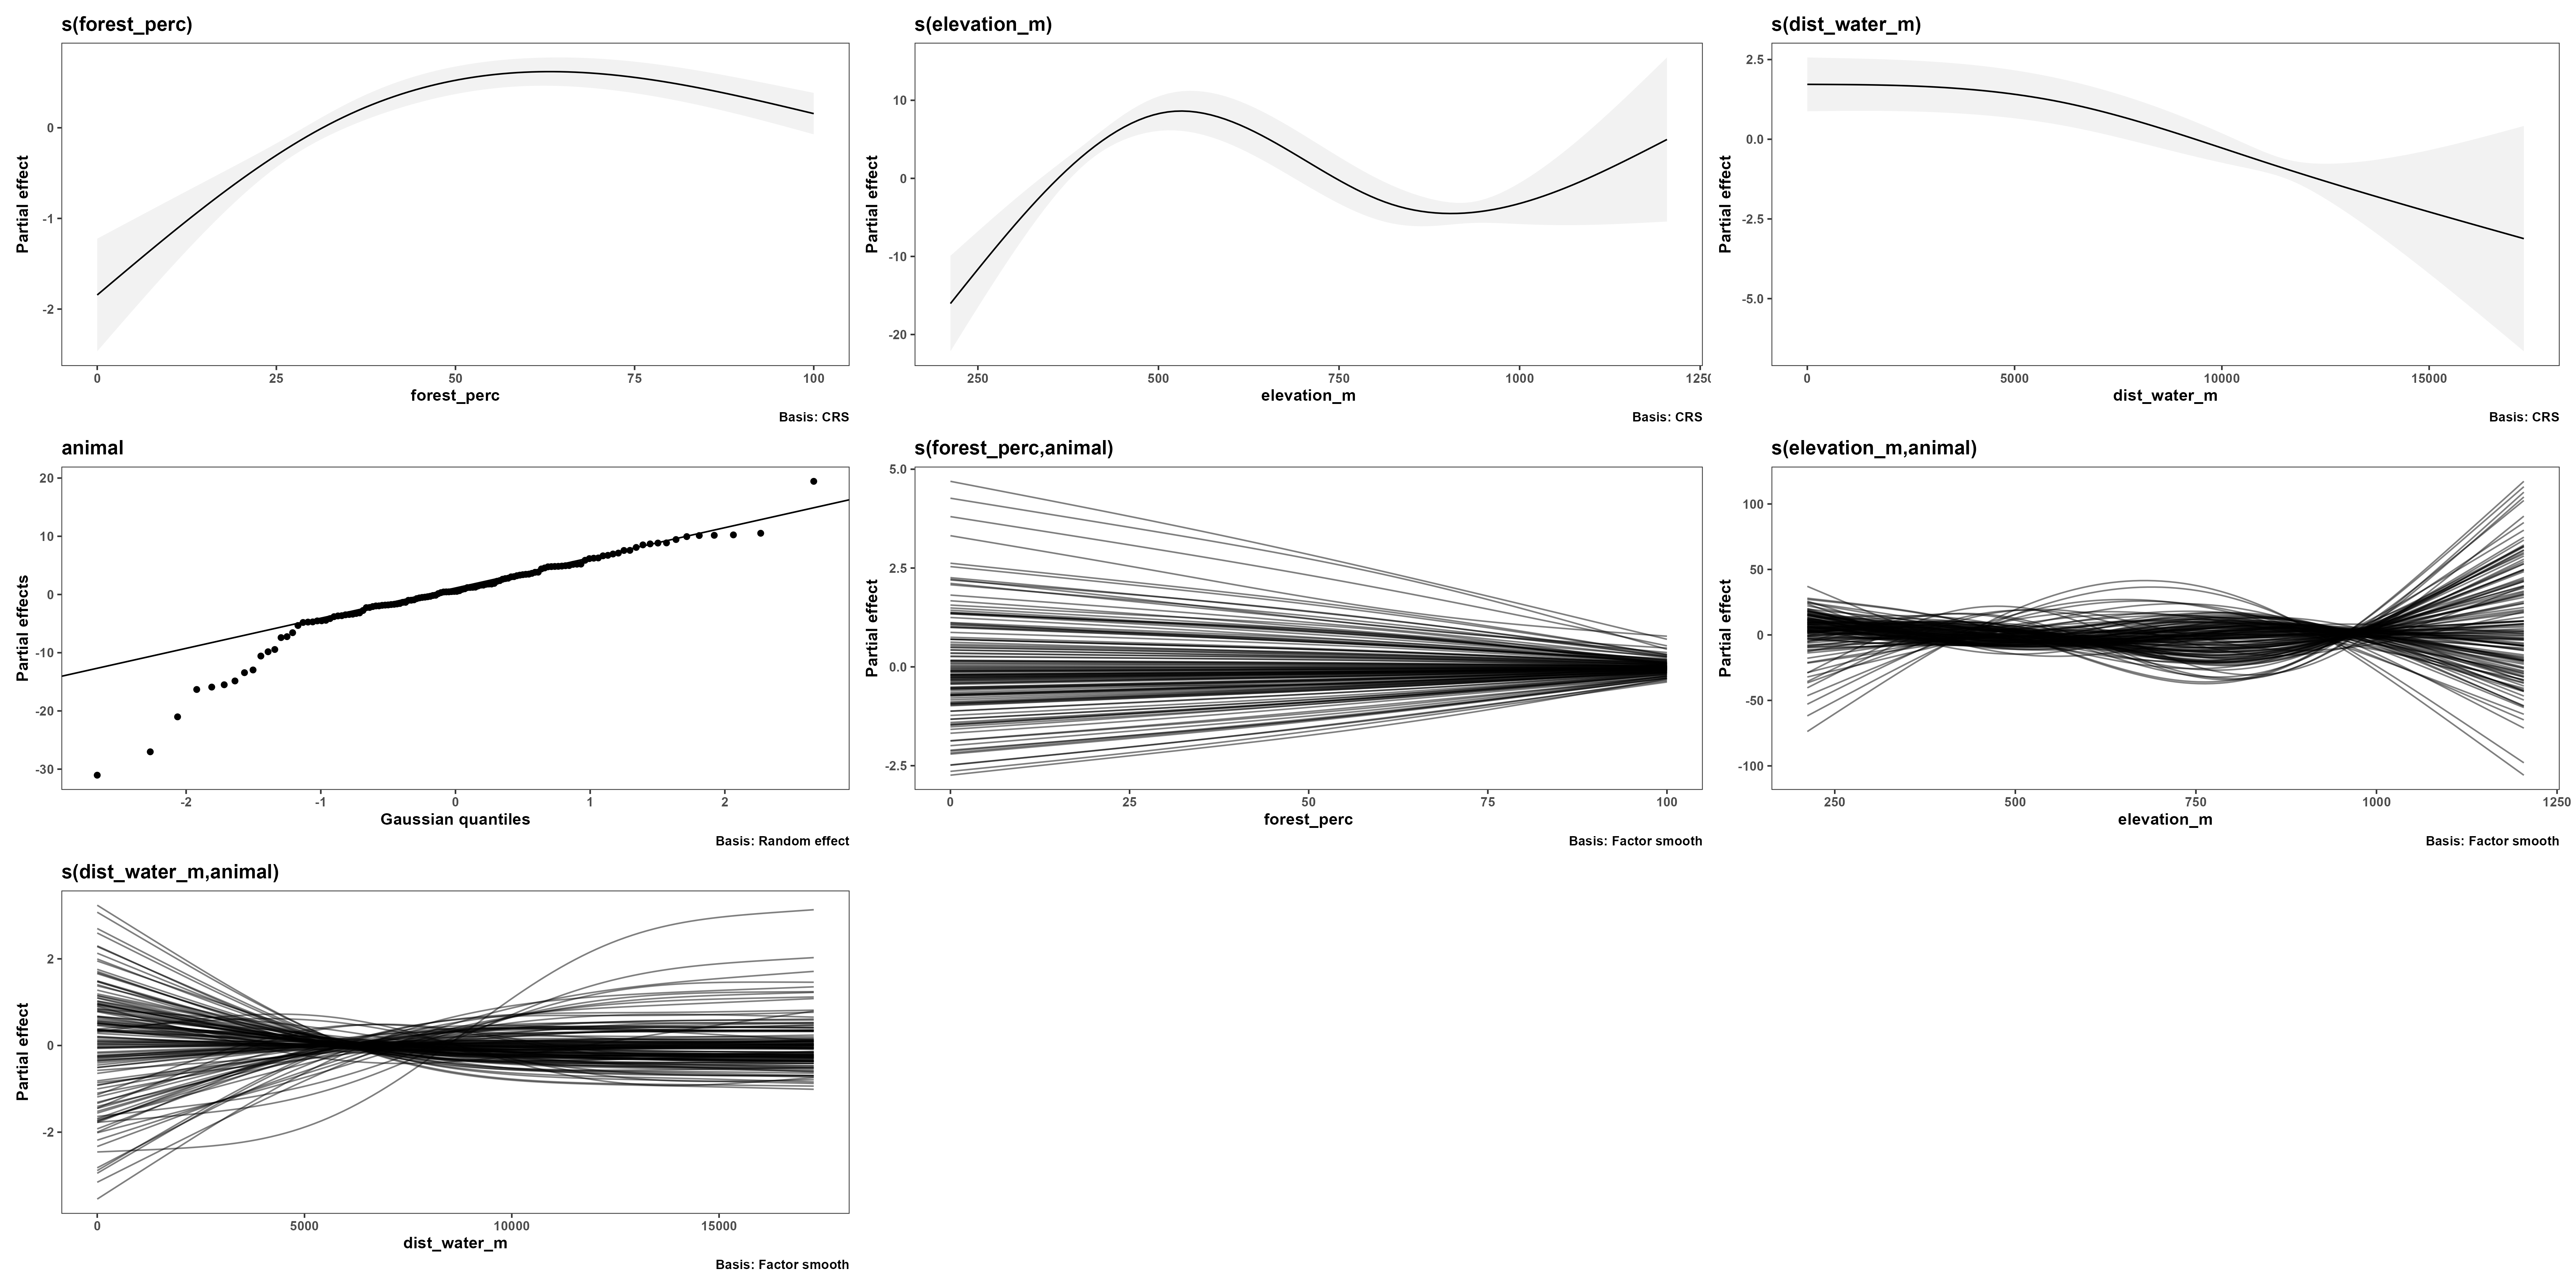 s(forest_perc)
Partial effect
0
-1
-2
0
25
50
75
100
forest_perc
Basis: CRS
s(elevation_m)
Partial effect
10
0
-10
-20
250
500
750
1000
125(
elevation_m
Basis: CRS
s(dist_water_m)
Partial effect
2.5
0.0
-2.5
-5.0
0
5000
10000
15000
dist_water_m
Basis: CRS
animal
Partial effects
20
10
0
-10
-20
-30
-2
-1
0
1
2
Gaussian quantiles
Basis: Random effect
s(forest_perc,animal)
Partial effect
5.0
2.5
0.0
-2.5
0
25
50
75
100
forest_perc
Basis: Factor smooth
s(elevation_m,animal)
Partial effect
100
50
0
-50
-100
250
500
750
1000
1250
elevation_m
Basis: Factor smooth
s(dist_water_m,animal)
Partial effect
2
0
-2
0
5000
10000
15000
dist_water_m
Basis: Factor smooth